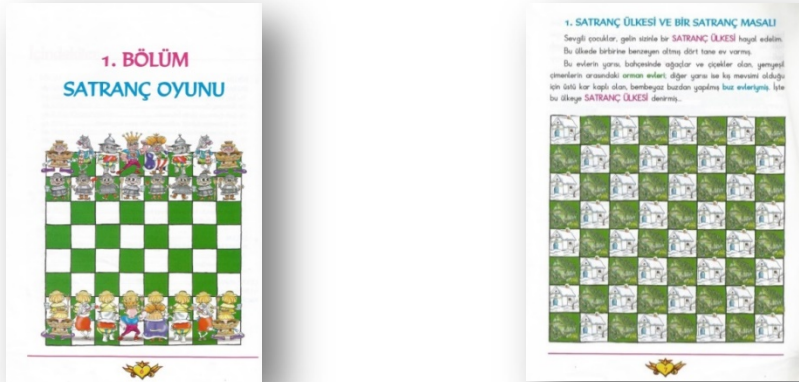 1. BÖLÜM
SATRANÇ OYUNU
1. SATRANÇ ÜLKESİ VE BİR SATRANÇ MASALI
Sevgili çocuklar, gelin sizinle bir SATRANÇ ÜLKESİ hayal edelim.
Bu ülkede birbirine benzeyen altmış dört tane ev varmış.
Bu evlerin yarısı, bahçesinde ağaçlar ve çiçekler olan, yemyeşil
çimenlerin arasındaki orman evleri; diğer yarısı ise kış mevsimi olduğu
için üstü kar kaplı olan, bembeyaz buzdan yapılmış buz evleriymiş. İşte
bu ülkeye SATRANÇ ÜLKESİ denirmiş...